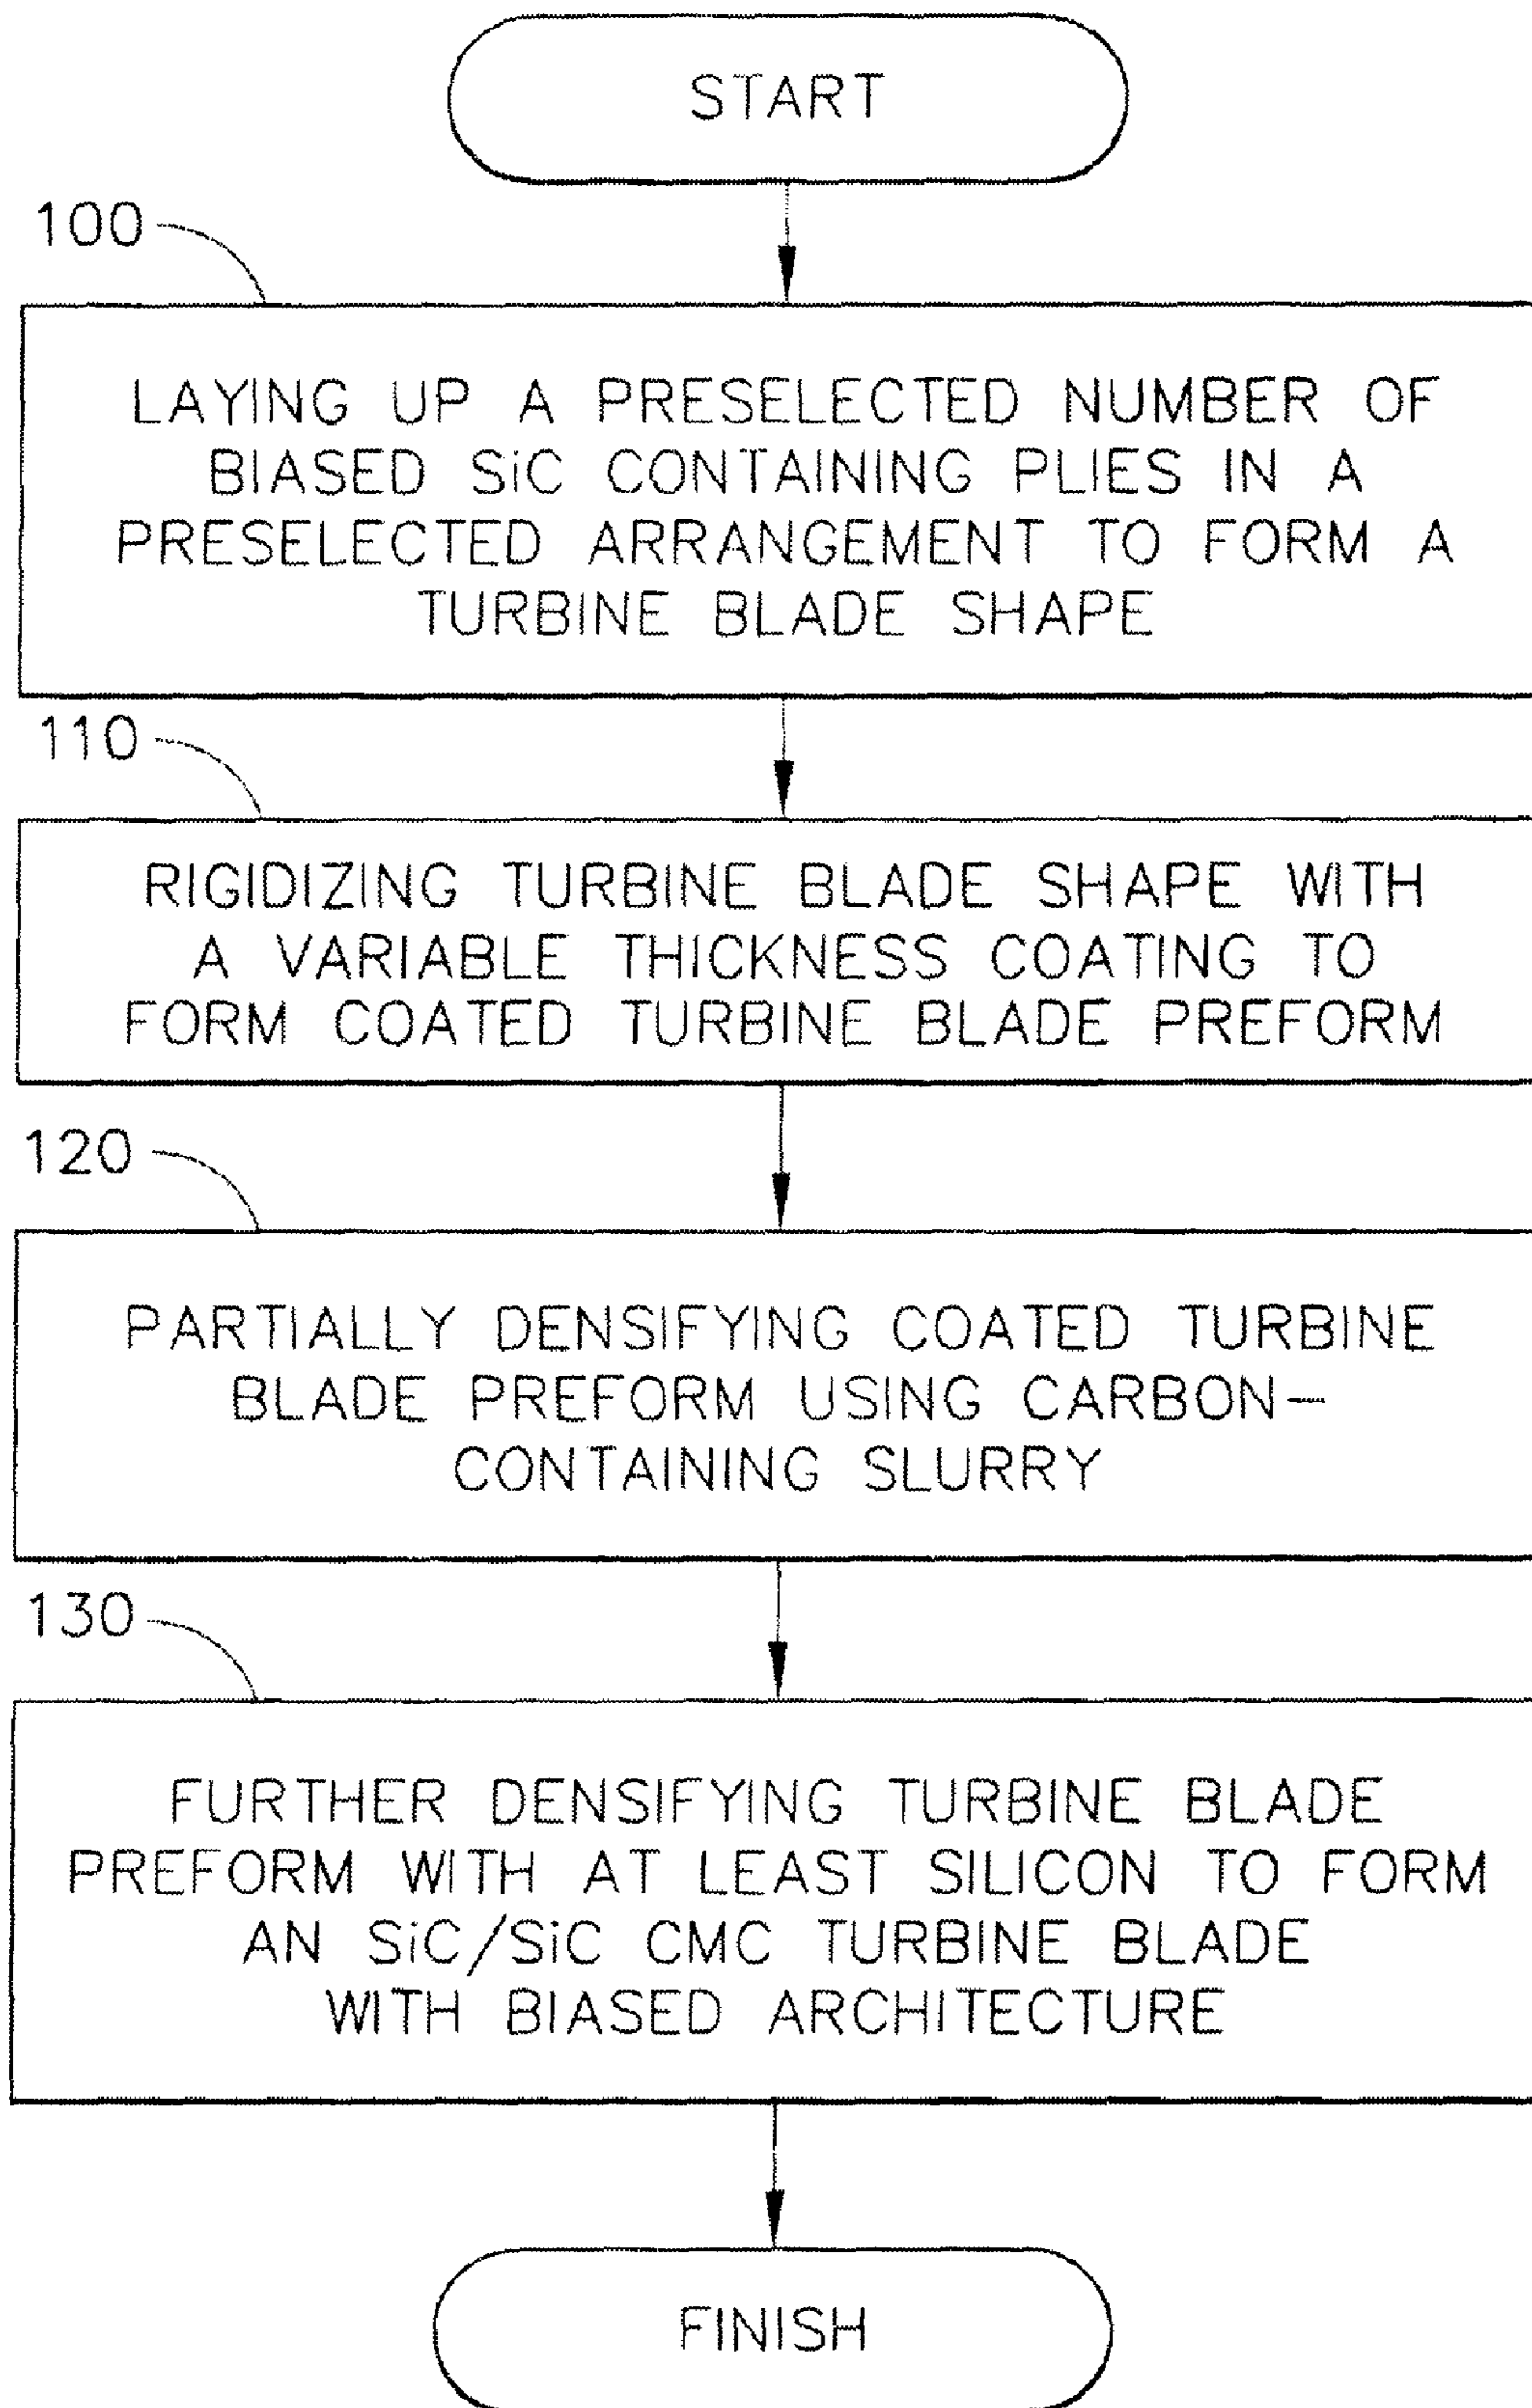 START
100
LAYING UP A PRESELECTED NUMBER OF
BIASED SiC CONTAINING PLIES IN A
PRESELECTED ARRANGEMENT TO FORM A
TURBINE BLADE SHAPE
110
RIGIDIZING TURBINE BLADE SHAPE WITH
A VARIABLE THICKNESS COATING TO
FORM COATED TURBINE BLADE PREFORM
120
PARTIALLY DENSIFYING COATED TURBINE
BLADE PREFORM USING CARBON-
CONTAINING SLURRY
130
FURTHER DENSIFYING TURBINE BLADE
PREFORM WITH AT LEAST SILICON TO FORM
AN SiC/SiC CMC TURBINE BLADE
WITH BIASED ARCHITECTURE
FINISH